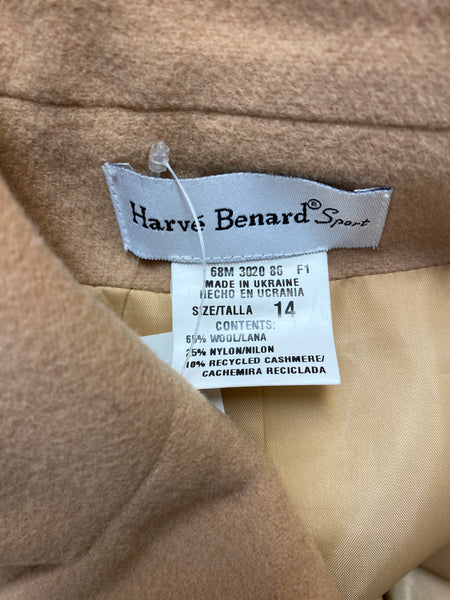 Harvé Benard® Sport
68M 3020 86 F1
MADE IN UKRAINE
HECHO EN UCRANIA
SIZE/TALLA 14
CONTENTS:
65% WOOL/LANA
25% NYLON/NILON
10% RECYCLED CASHMERE/
CACHEMIRA RECICLADA